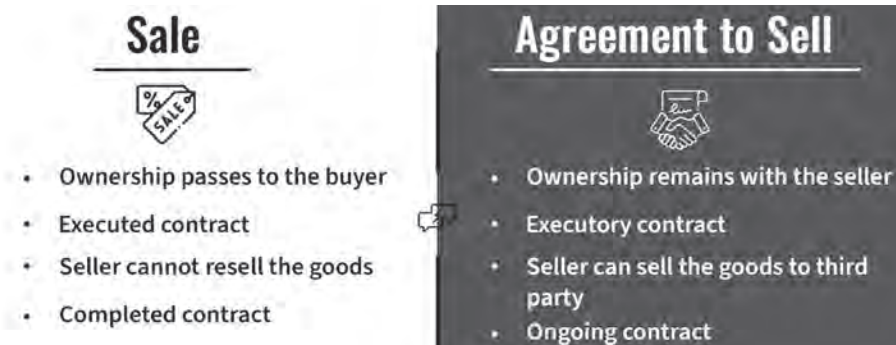 Sale
% SALE
• Ownership passes to the buyer
• Executed contract
• Seller cannot resell the goods
• Completed contract
Agreement to Sell
• Ownership remains with the seller
• Executory contract
• Seller can sell the goods to third
party
• Ongoing contract